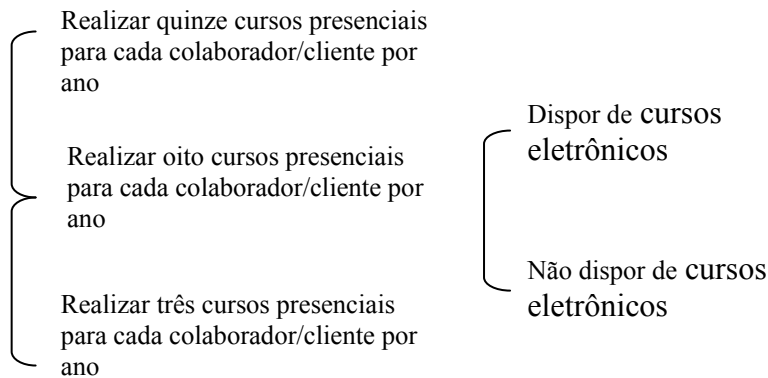 Realizar quinze cursos presenciais
para cada colaborador/cliente por
ano
Realizar oito cursos presenciais
para cada colaborador/cliente por
ano
Realizar três cursos presenciais
para cada colaborador/cliente por
ano
Dispor de cursos
eletrônicos
Não dispor de cursos
eletrônicos